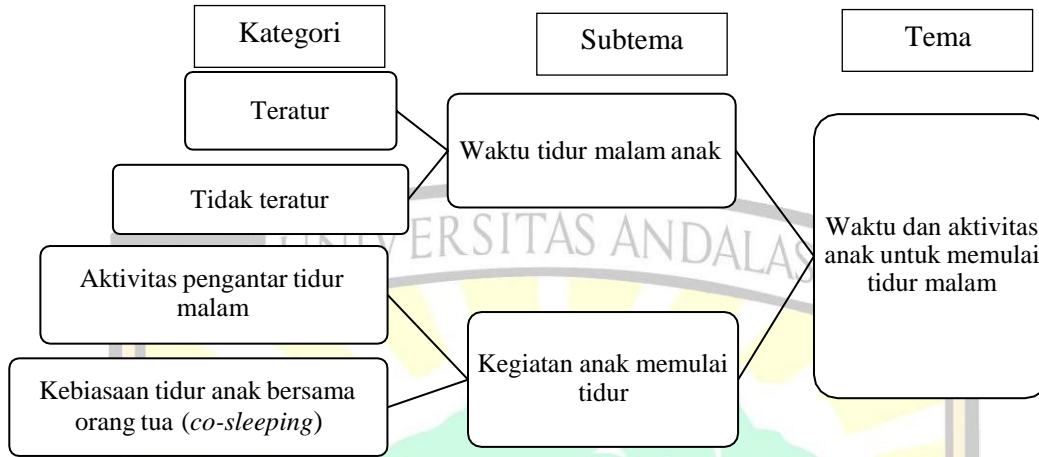 Kategori
Subtema
Tema
Teratur
Tidak teratur
Aktivitas pengantar tidur
malam
Kebiasaan tidur anak bersama
orang tua (co-sleeping)
Waktu tidur malam anak
Kegiatan anak memulai
tidur
Waktu dan aktivitas
anak untuk memulai
tidur malam
UNIVERSITAS ANDALAS